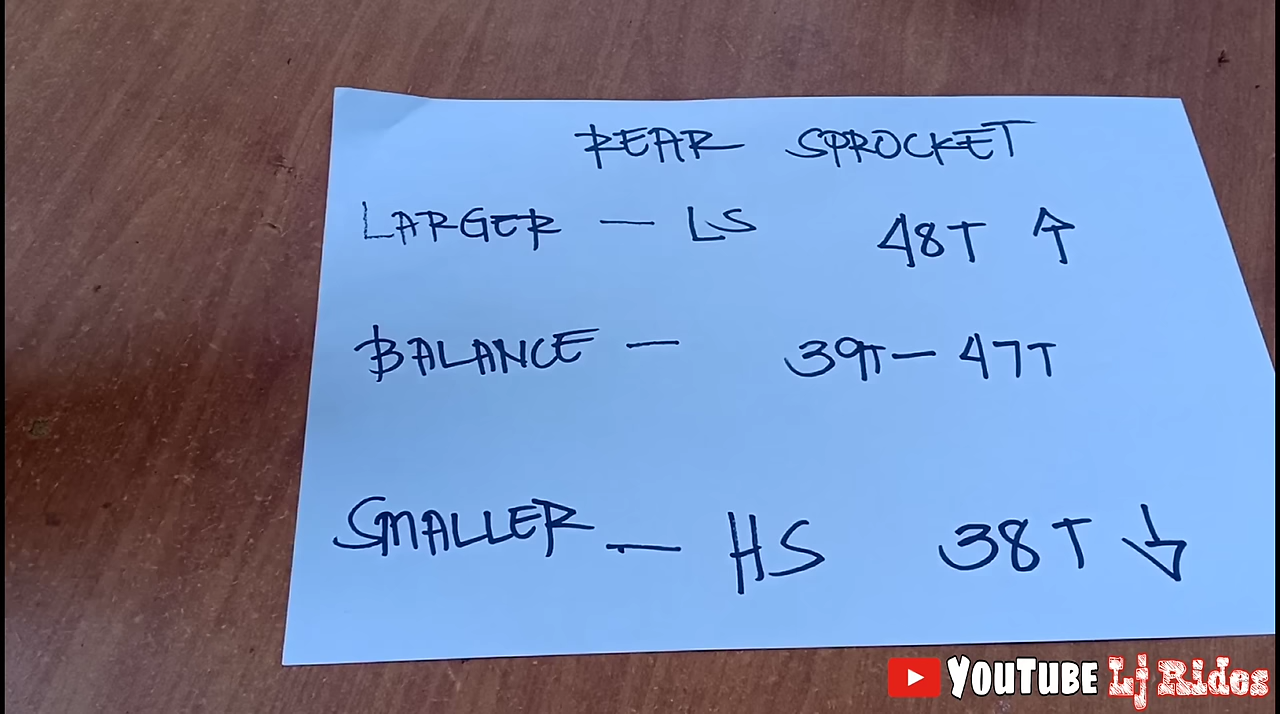 REAR SPROCKET
LARGER — LS 48T ↑
BALANCE — 39T — 47T
SMALLER — HS 38T ↓
YOUTUBE Lj Rides